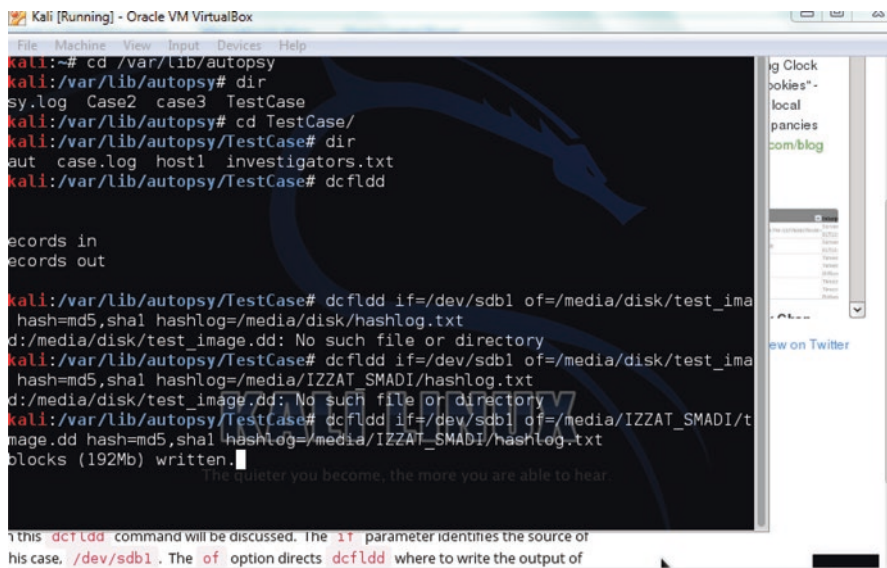 Kali [Running] - Oracle VM VirtualBox
File Machine View Input Devices Help
kali:~# cd /var/lib/autopsy
kali:/var/lib/autopsy# dir
sy.log Case2 case3 TestCase
kali:/var/lib/autopsy# cd TestCase/
kali:/var/lib/autopsy/TestCase# dir
aut case.log host1 investigators.txt
kali:/var/lib/autopsy/TestCase# dcfldd
ecords in
ecords out
kali:/var/lib/autopsy/TestCase# dcfldd if=/dev/sdb1 of=/media/disk/test_ima
hash=md5,sha1 hashlog=/media/disk/hashlog.txt
d:/media/disk/test_image.dd: No such file or directory
kali:/var/lib/autopsy/TestCase# dcfldd if=/dev/sdb1 of=/media/disk/test_ima
hash=md5,sha1 hashlog=/media/IZZAT_SMADI/hashlog.txt
d:/media/disk/test_image.dd: No such file or directory
kali:/var/lib/autopsy/TestCase# dcfldd if=/dev/sdb1 of=/media/IZZAT_SMADI/t
mage.dd hash=md5,sha1 hashlog=/media/IZZAT_SMADI/hashlog.txt
blocks (192Mb) written.
KALI LINUX
The quieter you become, the more you are able to hear.
ng Clock
ookies" -
local
pancies
com/blog
ew on Twitter
n this dcfldd command will be discussed. The if parameter identifies the source of
his case, /dev/sdb1 . The of option directs dcfldd where to write the output of